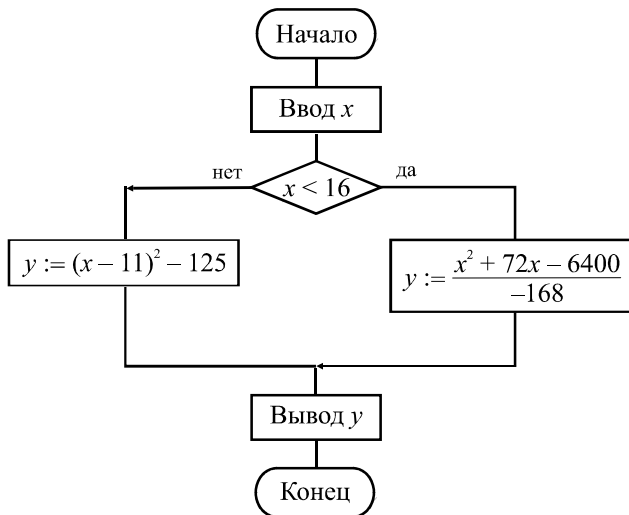 Начало
Ввод x
нет
x < 16
да
y := (x – 11)² – 125
y := x² + 72x – 6400
–168
Вывод y
Конец